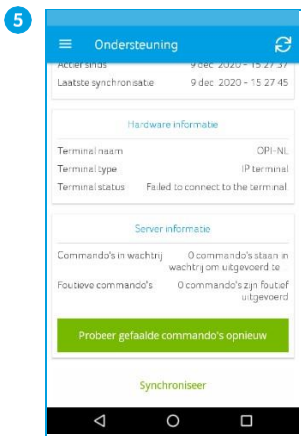 5
Ondersteuning
Actief sinds 9 dec 2020 - 15 27 37
Laatste synchronisatie 9 dec 2020 - 15 27 45
Hardware informatie
Terminal naam OPI-NL
Terminal type IP terminal
Terminal status Failed to connect to the terminal
Server informatie
Commando's in wachtrij 0 commando's staan in
wachtrij om uitgevoerd te
Foutieve commando's 0 commando's zijn foutief
uitgevoerd
Probeer gefaalde commando's opnieuw
Synchroniseer